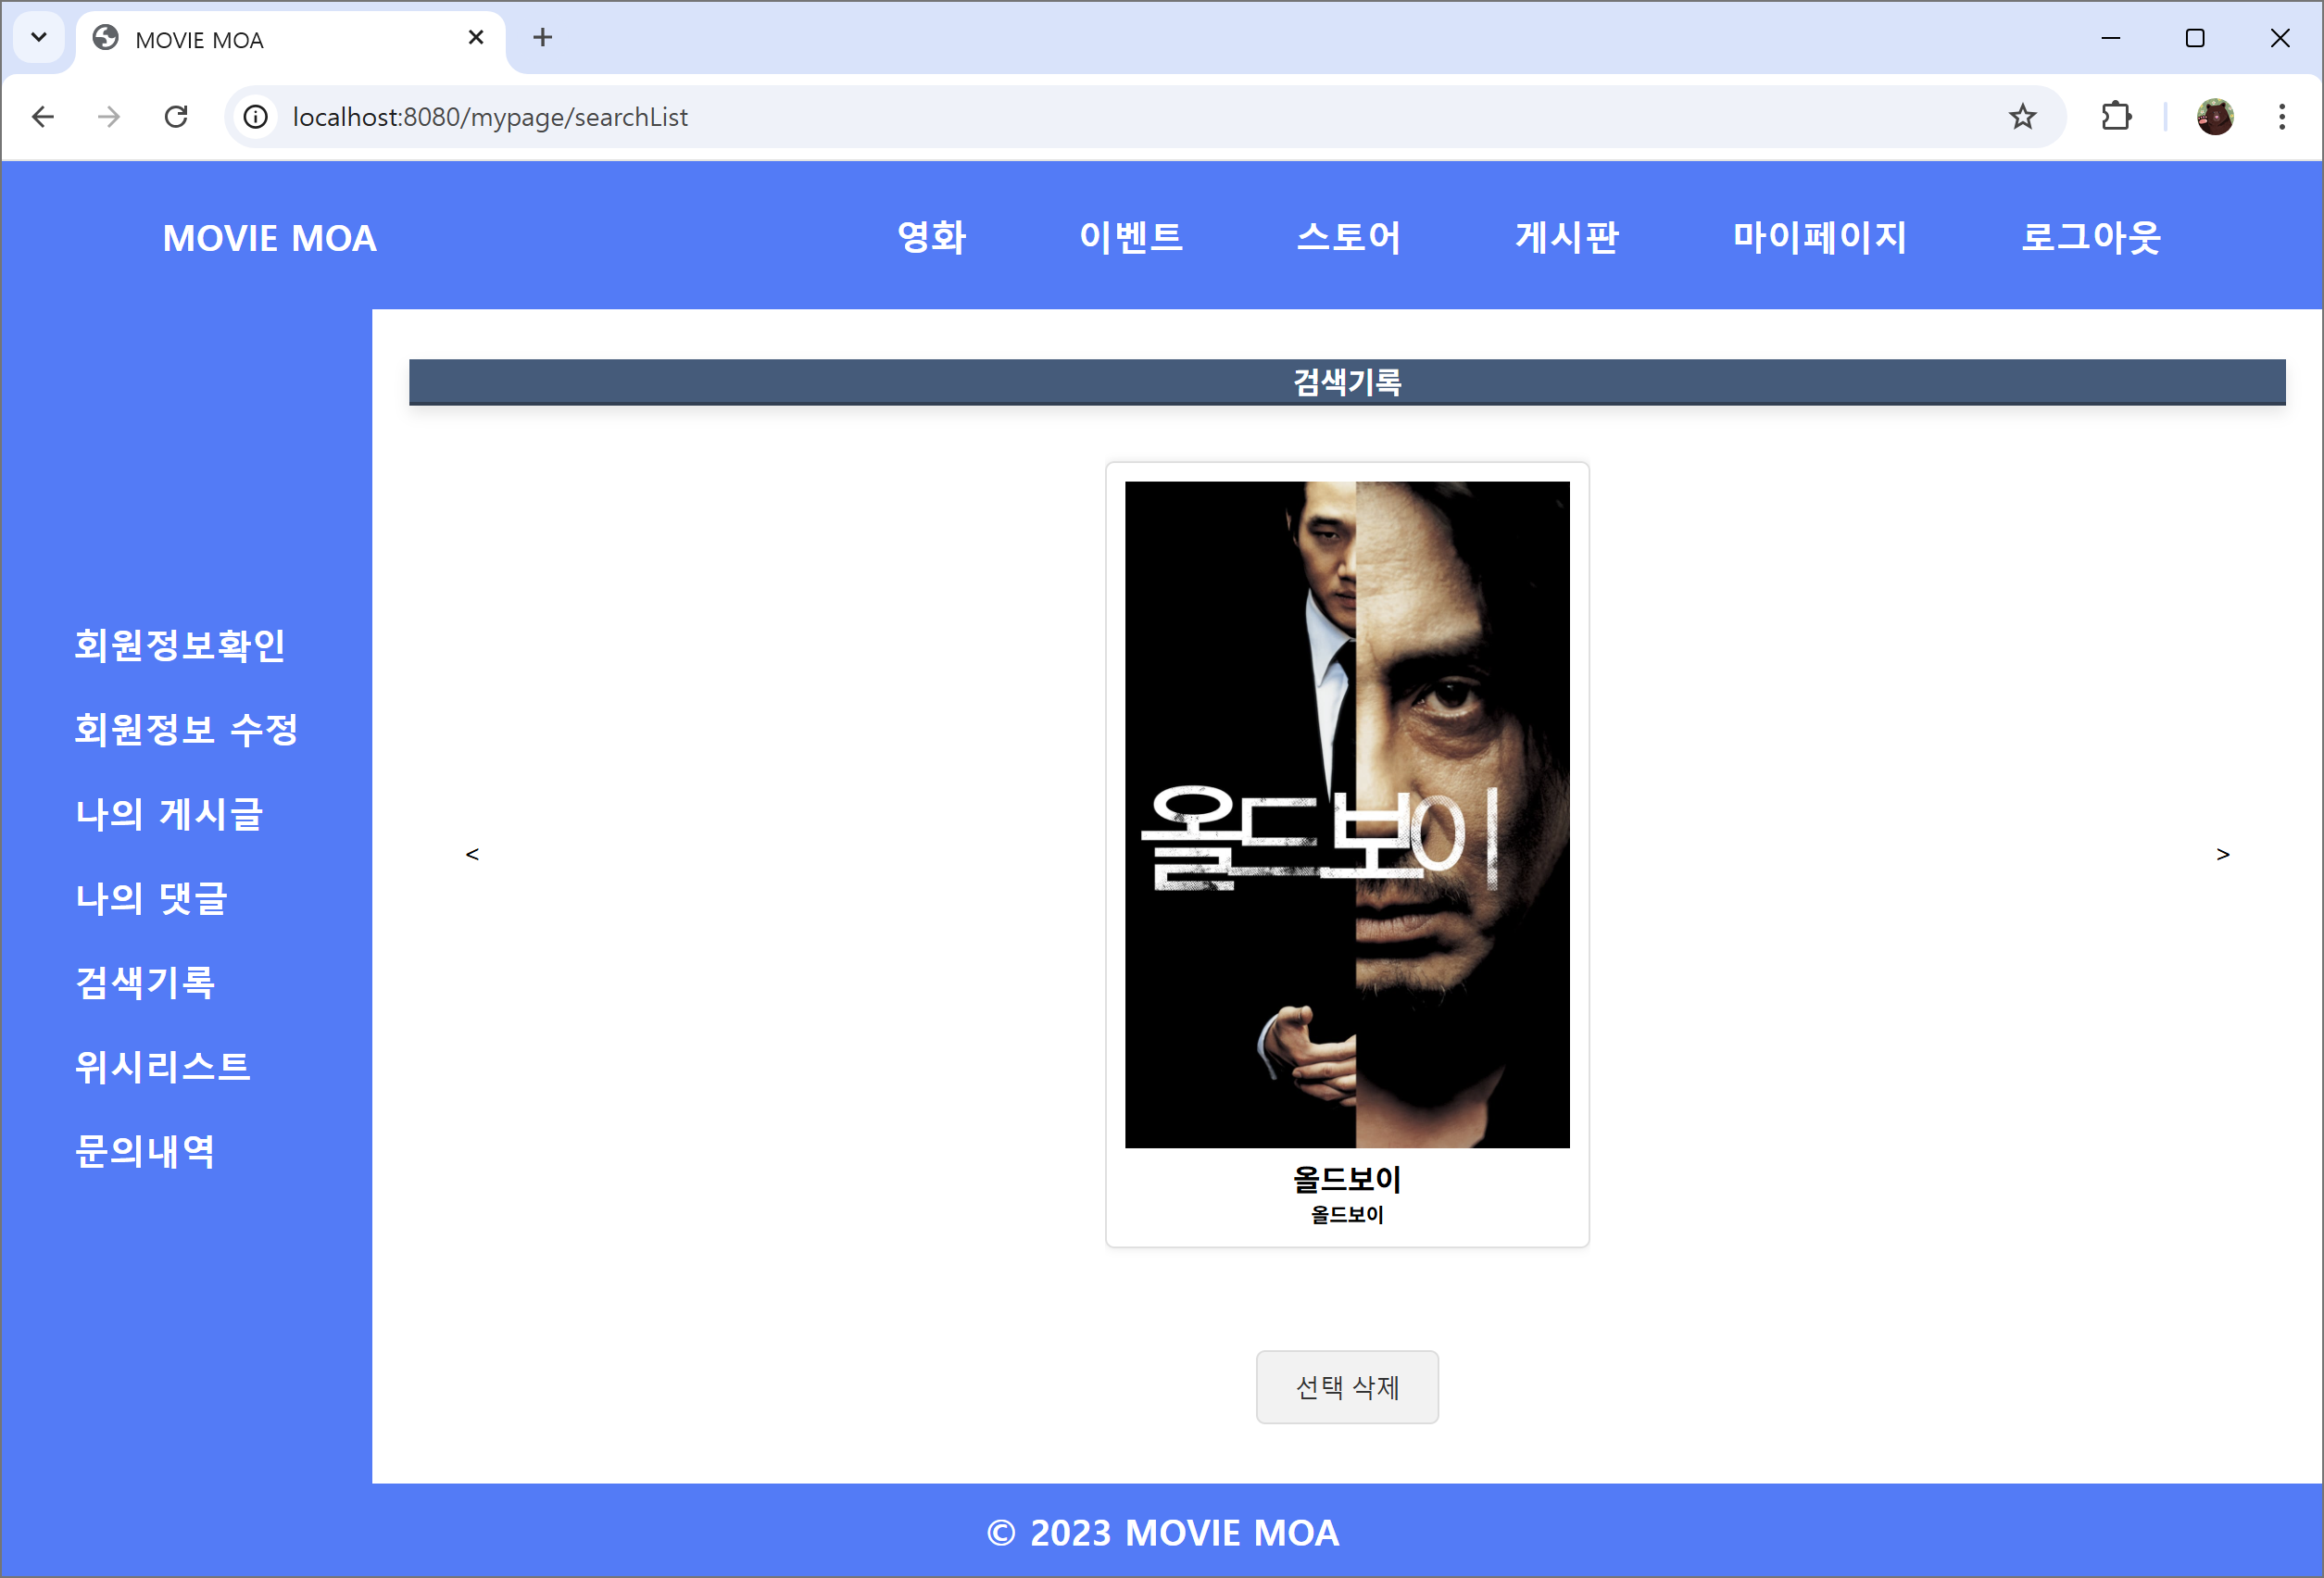 MOVIE MOA
localhost:8080/mypage/searchList
MOVIE MOA 영화 이벤트 스토어 게시판 마이페이지 로그아웃
검색기록
회원정보확인
회원정보 수정
나의 게시글
나의 댓글
검색기록
위시리스트
문의내역
<
올드보이
>
올드보이
올드보이
선택 삭제
© 2023 MOVIE MOA